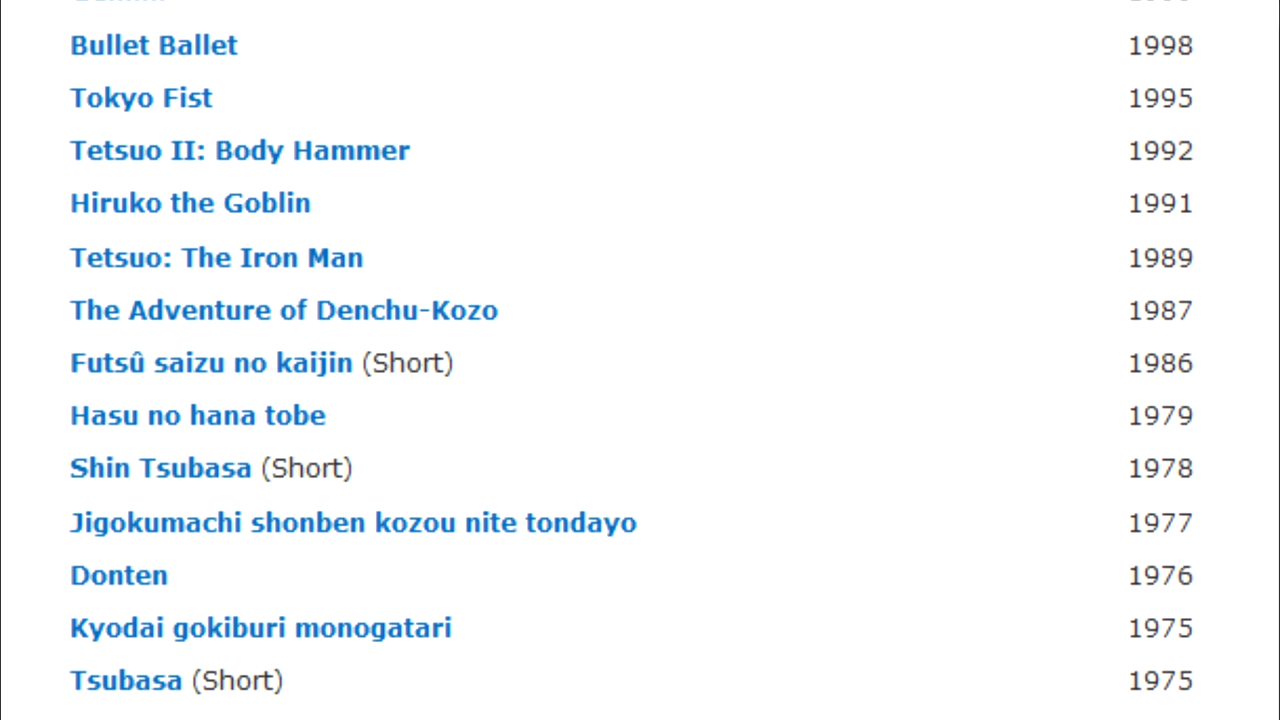 Bullet Ballet 1998
Tokyo Fist 1995
Tetsuo II: Body Hammer 1992
Hiruko the Goblin 1991
Tetsuo: The Iron Man 1989
The Adventure of Denchu-Kozo 1987
Futsû saizu no kaijin (Short) 1986
Hasu no hana tobe 1979
Shin Tsubasa (Short) 1978
Jigokumachi shonben kozou nite tondayo 1977
Donten 1976
Kyodai gokiburi monogatari 1975
Tsubasa (Short) 1975